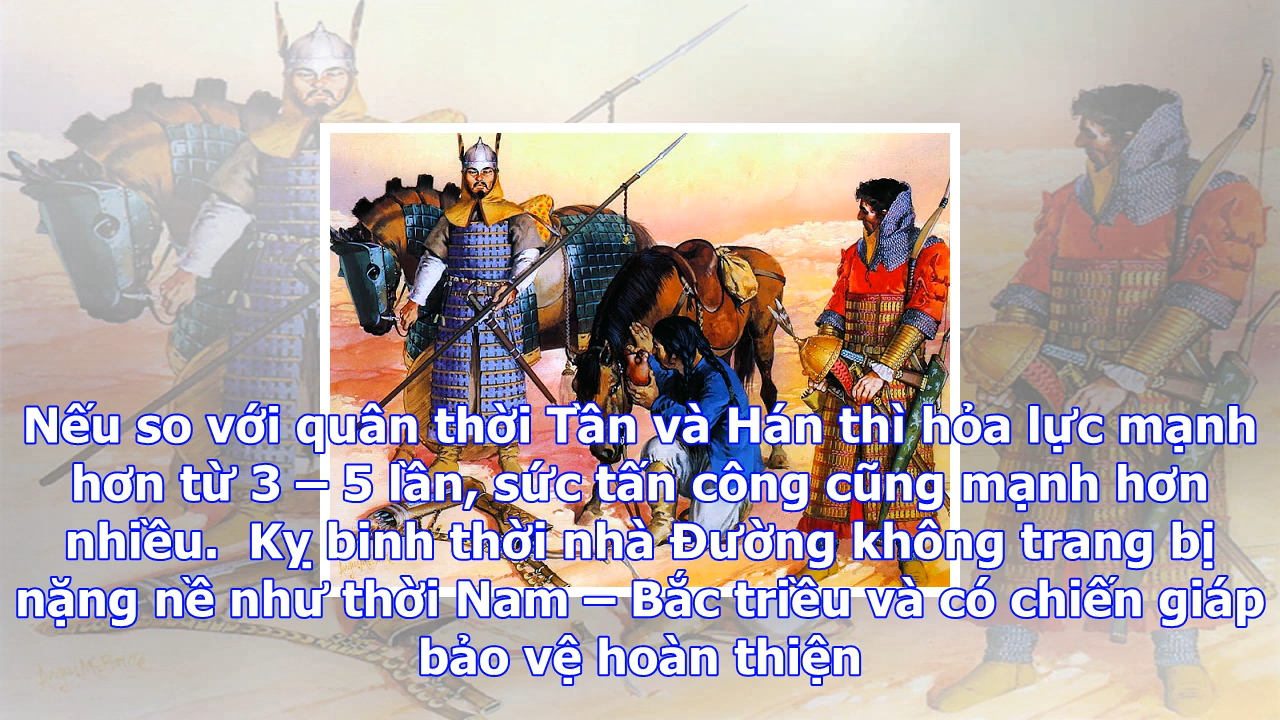 Nếu so với quân thời Tần và Hán thì hỏa lực mạnh
hơn từ 3 – 5 lần, sức tấn công cũng mạnh hơn
nhiều.  Kỵ binh thời nhà Đường không trang bị
nặng nề như thời Nam – Bắc triều và có chiến giáp
bảo vệ hoàn thiện